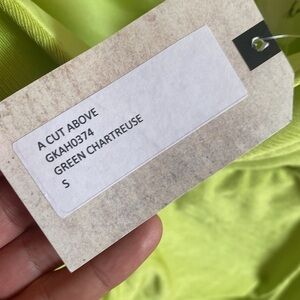 A CUT ABOVE
GKAH0374
GREEN CHARTREUSE
S